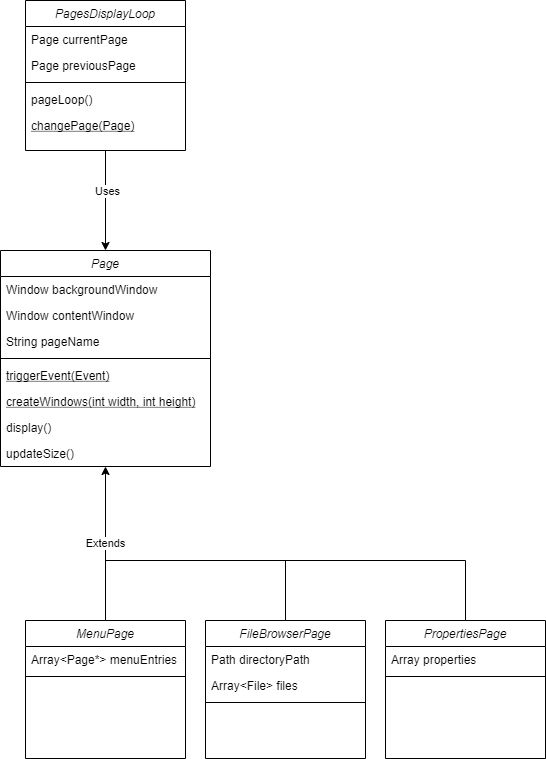 PagesDisplayLoop
Page currentPage
Page previousPage
pageLoop()
changePage(Page)
Uses
Page
Window backgroundWindow
Window contentWindow
String pageName
triggerEvent(Event)
createWindows(int width, int height)
display()
updateSize()
Extends
MenuPage
Array<Page*> menuEntries
FileBrowserPage
Path directoryPath
Array<File> files
PropertiesPage
Array properties